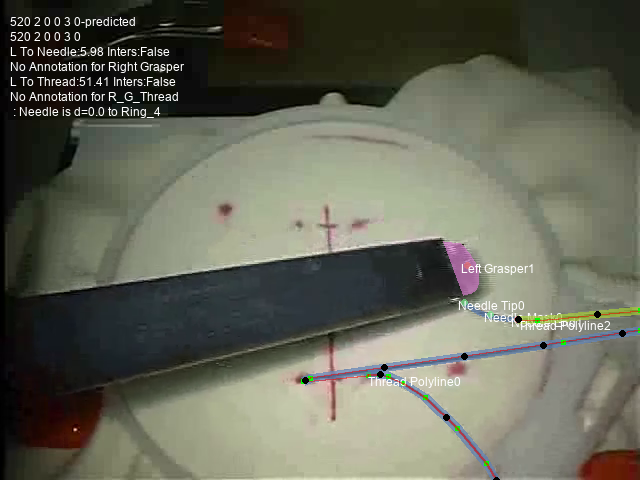 520 2 0 0 3 0-predicted
520 2 0 0 3 0
L To Needle:5.98 Inters:False
No Annotation for Right Grasper
L To Thread:51.41 Inters:False
No Annotation for R_G_Thread
: Needle is d=0.0 to Ring_4
Left Grasper1
Needle Tip0
Thread Polyline2
Thread Polyline0